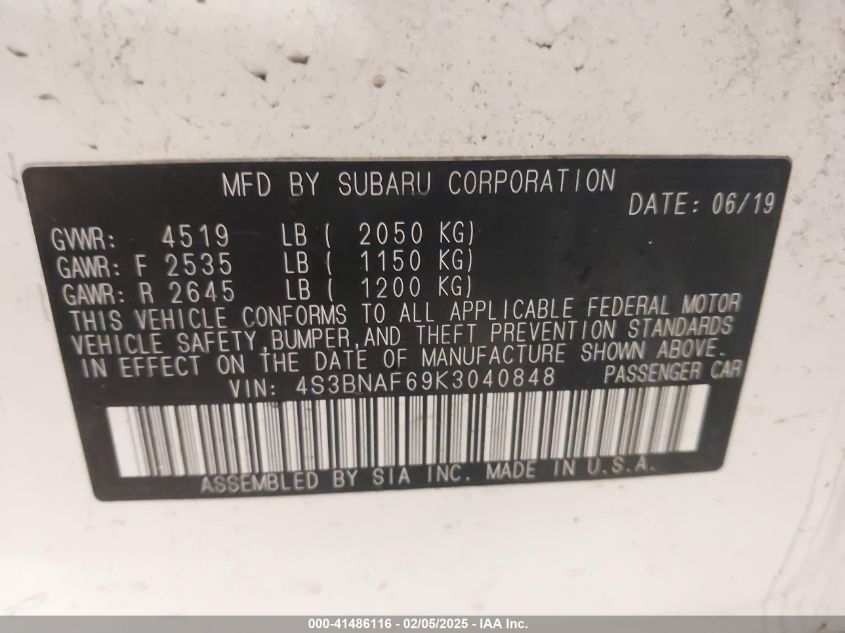 MFD BY SUBARU CORPORATION
DATE: 06/19
GVWR: 4519 LB ( 2050 KG)
GAWR: F 2535 LB ( 1150 KG)
GAWR: R 2645 LB ( 1200 KG)
THIS VEHICLE CONFORMS TO ALL APPLICABLE FEDERAL MOTOR
VEHICLE SAFETY, BUMPER, AND THEFT PREVENTION STANDARDS
IN EFFECT ON THE DATE OF MANUFACTURE SHOWN ABOVE.
VIN: 4S3BNAF69K3040848 PASSENGER CAR
ASSEMBLED BY SIA INC. MADE IN U.S.A.
000-41486116 - 02/05/2025 - IAA Inc.